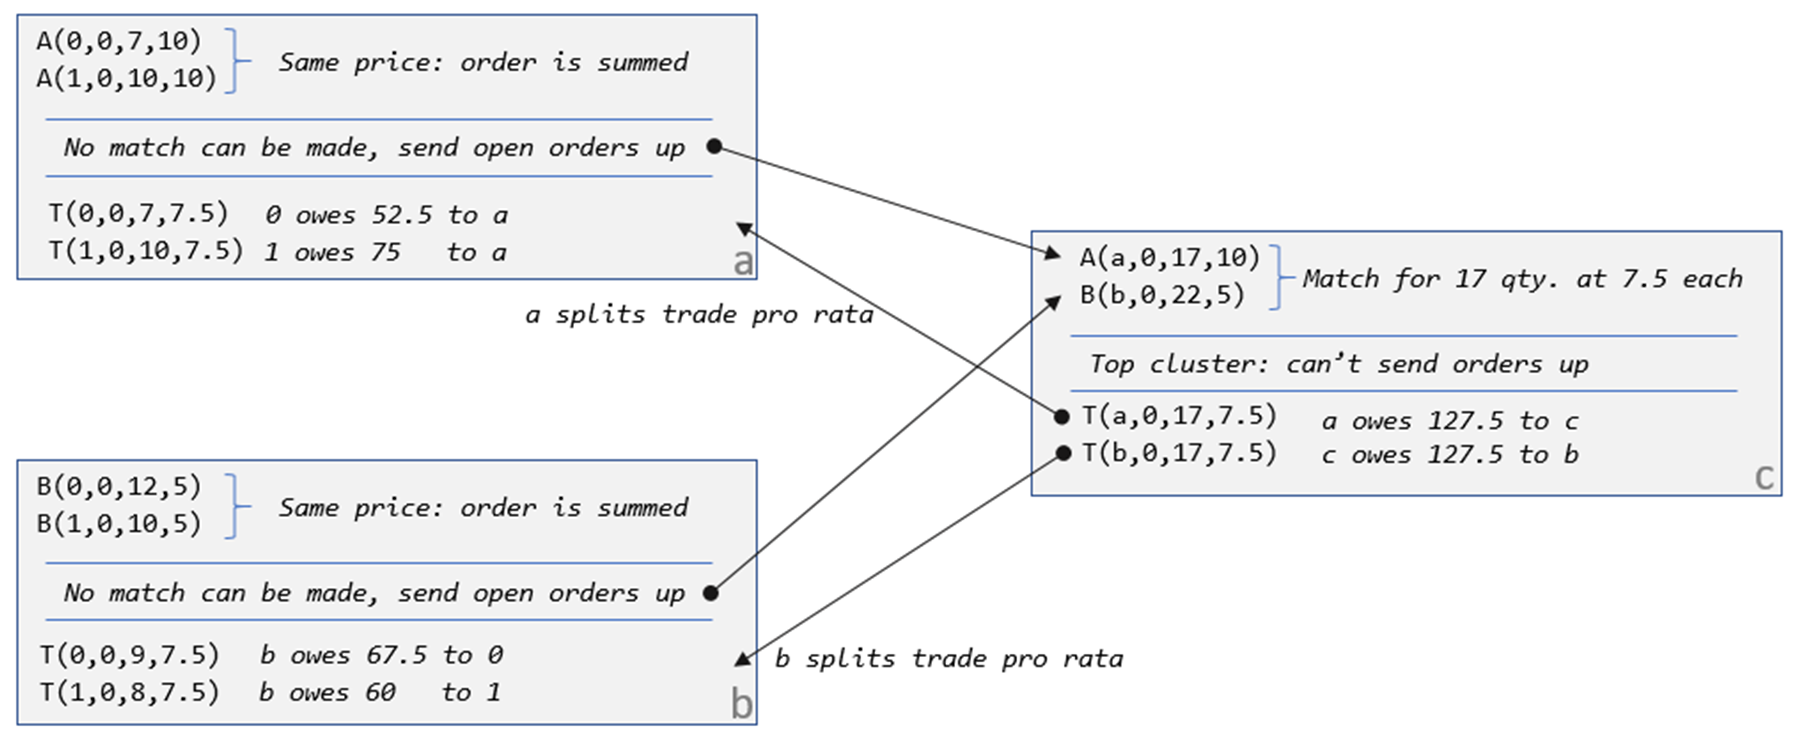 A(0,0,7,10)
A(1,0,10,10)
Same price: order is summed
No match can be made, send open orders up
T(0,0,7,7.5) 0 owes 52.5 to a
T(1,0,10,7.5) 1 owes 75 to a
a
a splits trade pro rata
B(0,0,12,5)
B(1,0,10,5)
Same price: order is summed
No match can be made, send open orders up
T(0,0,9,7.5) b owes 67.5 to 0
T(1,0,8,7.5) b owes 60 to 1
b
b splits trade pro rata
A(a,0,17,10)
B(b,0,22,5)
Match for 17 qty. at 7.5 each
Top cluster: can’t send orders up
T(a,0,17,7.5) a owes 127.5 to c
T(b,0,17,7.5) c owes 127.5 to b
c